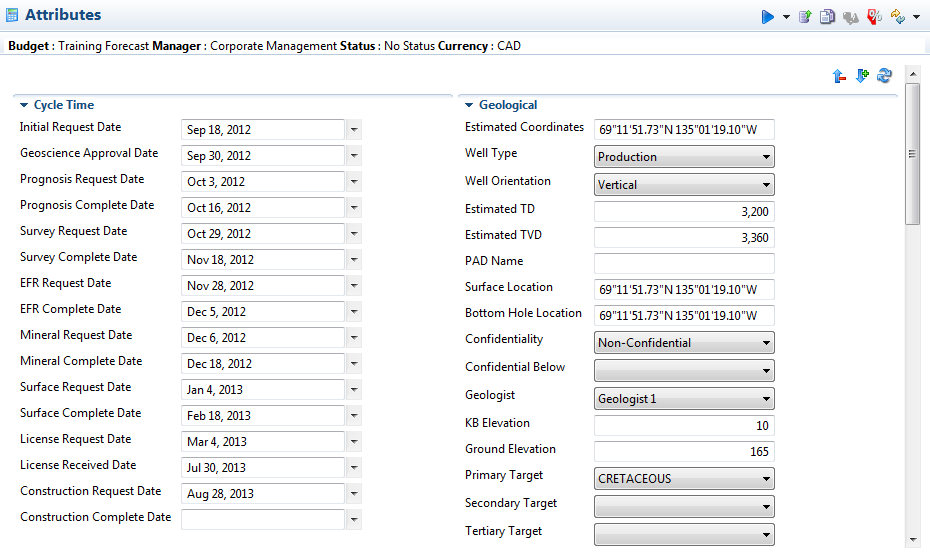 Attributes
Budget : Training Forecast Manager : Corporate Management Status : No Status Currency : CAD
Cycle Time
Initial Request Date Sep 18, 2012
Geoscience Approval Date Sep 30, 2012
Prognosis Request Date Oct 3, 2012
Prognosis Complete Date Oct 16, 2012
Survey Request Date Oct 29, 2012
Survey Complete Date Nov 18, 2012
EFR Request Date Nov 28, 2012
EFR Complete Date Dec 5, 2012
Mineral Request Date Dec 6, 2012
Mineral Complete Date Dec 18, 2012
Surface Request Date Jan 4, 2013
Surface Complete Date Feb 18, 2013
License Request Date Mar 4, 2013
License Received Date Jul 30, 2013
Construction Request Date Aug 28, 2013
Construction Complete Date
Geological
Estimated Coordinates 69"11'51.73"N 135"01'19.10"W
Well Type Production
Well Orientation Vertical
Estimated TD 3,200
Estimated TVD 3,360
PAD Name
Surface Location 69"11'51.73"N 135"01'19.10"W
Bottom Hole Location 69"11'51.73"N 135"01'19.10"W
Confidentiality Non-Confidential
Confidential Below
Geologist Geologist 1
KB Elevation 10
Ground Elevation 165
Primary Target CRETACEOUS
Secondary Target
Tertiary Target